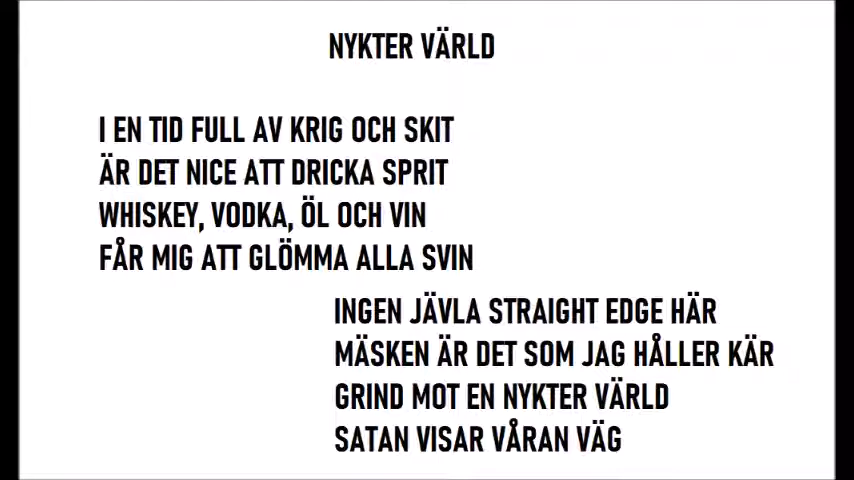 NYKTER VÄRLD
I EN TID FULL AV KRIG OCH SKIT
ÄR DET NICE ATT DRICKA SPRIT
WHISKEY, VODKA, ÖL OCH VIN
FÅR MIG ATT GLÖMMA ALLA SVIN
INGEN JÄVLA STRAIGHT EDGE HÄR
MÄSKEN ÄR DET SOM JAG HÅLLER KÄR
GRIND MOT EN NYKTER VÄRLD
SATAN VISAR VÅRAN VÄG